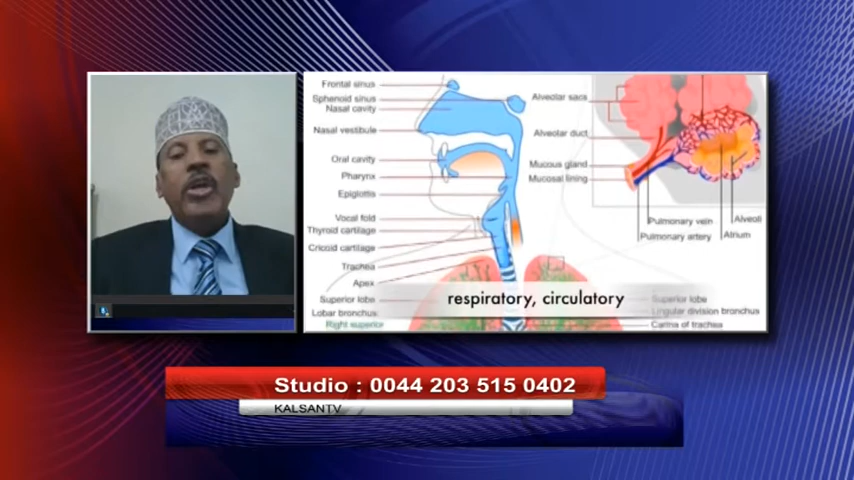 Frontal sinus
Sphenoid sinus
Nasal cavity
Nasal vestibule
Oral cavity
Pharynx
Epiglottis
Vocal fold
Thyroid cartilage
Cricoid cartilage
Trachea
Apex
Superior lobe
Lobar bronchus
Right superior
Alveolar sacs
Alveolar duct
Mucous gland
Mucosal lining
Pulmonary vein
Alveoli
Pulmonary artery
Atrium
Superior lobe
Lingular division bronchus
Carina of trachea
respiratory, circulatory
Studio : 0044 203 515 0402
KALSANTV